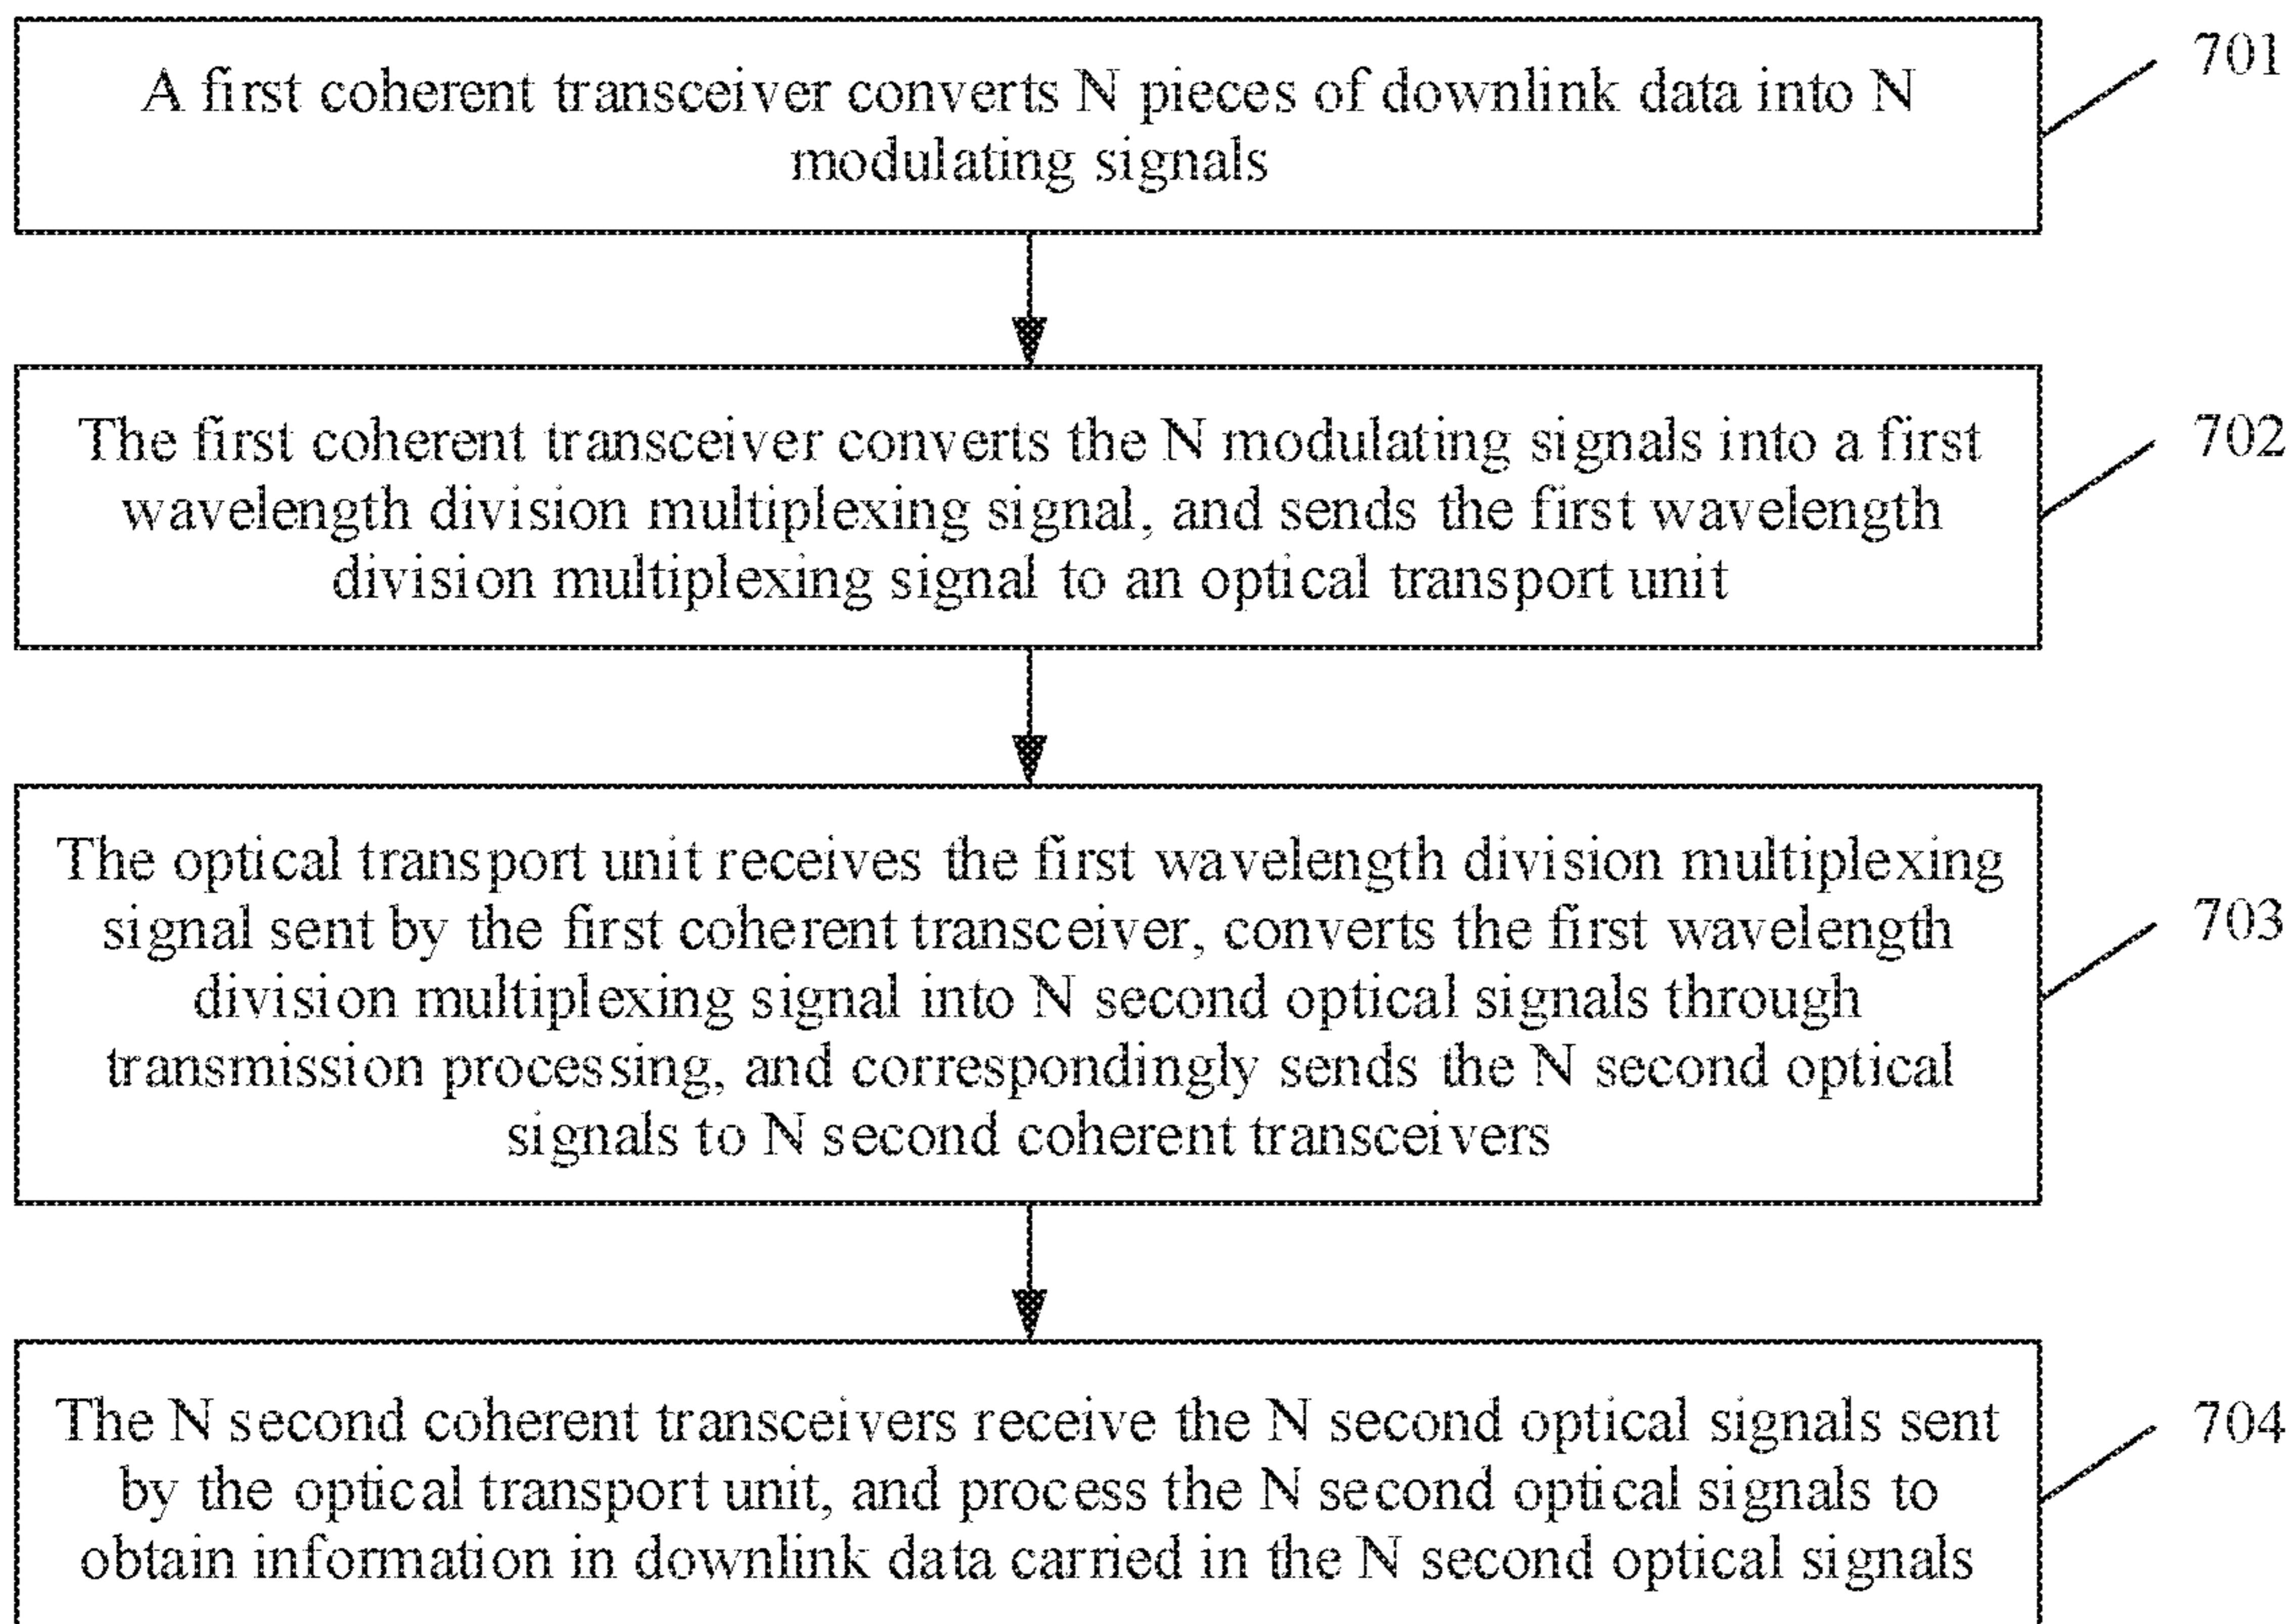 A first coherent transceiver converts N pieces of downlink data into N
modulating signals
701
The first coherent transceiver converts the N modulating signals into a first
wavelength division multiplexing signal, and sends the first wavelength
division multiplexing signal to an optical transport unit
702
The optical transport unit receives the first wavelength division multiplexing
signal sent by the first coherent transceiver, converts the first wavelength
division multiplexing signal into N second optical signals through
transmission processing, and correspondingly sends the N second optical
signals to N second coherent transceivers
703
The N second coherent transceivers receive the N second optical signals sent
by the optical transport unit, and process the N second optical signals to
obtain information in downlink data carried in the N second optical signals
704